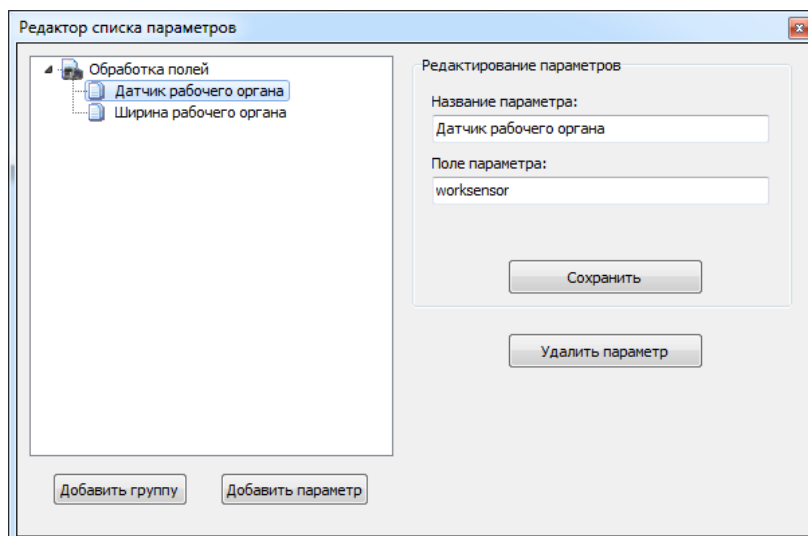 Редактор списка параметров
Обработка полей
Датчик рабочего органа
Ширина рабочего органа
Добавить группу
Добавить параметр
Редактирование параметров
Название параметра:
Датчик рабочего органа
Поле параметра:
worksensor
Сохранить
Удалить параметр